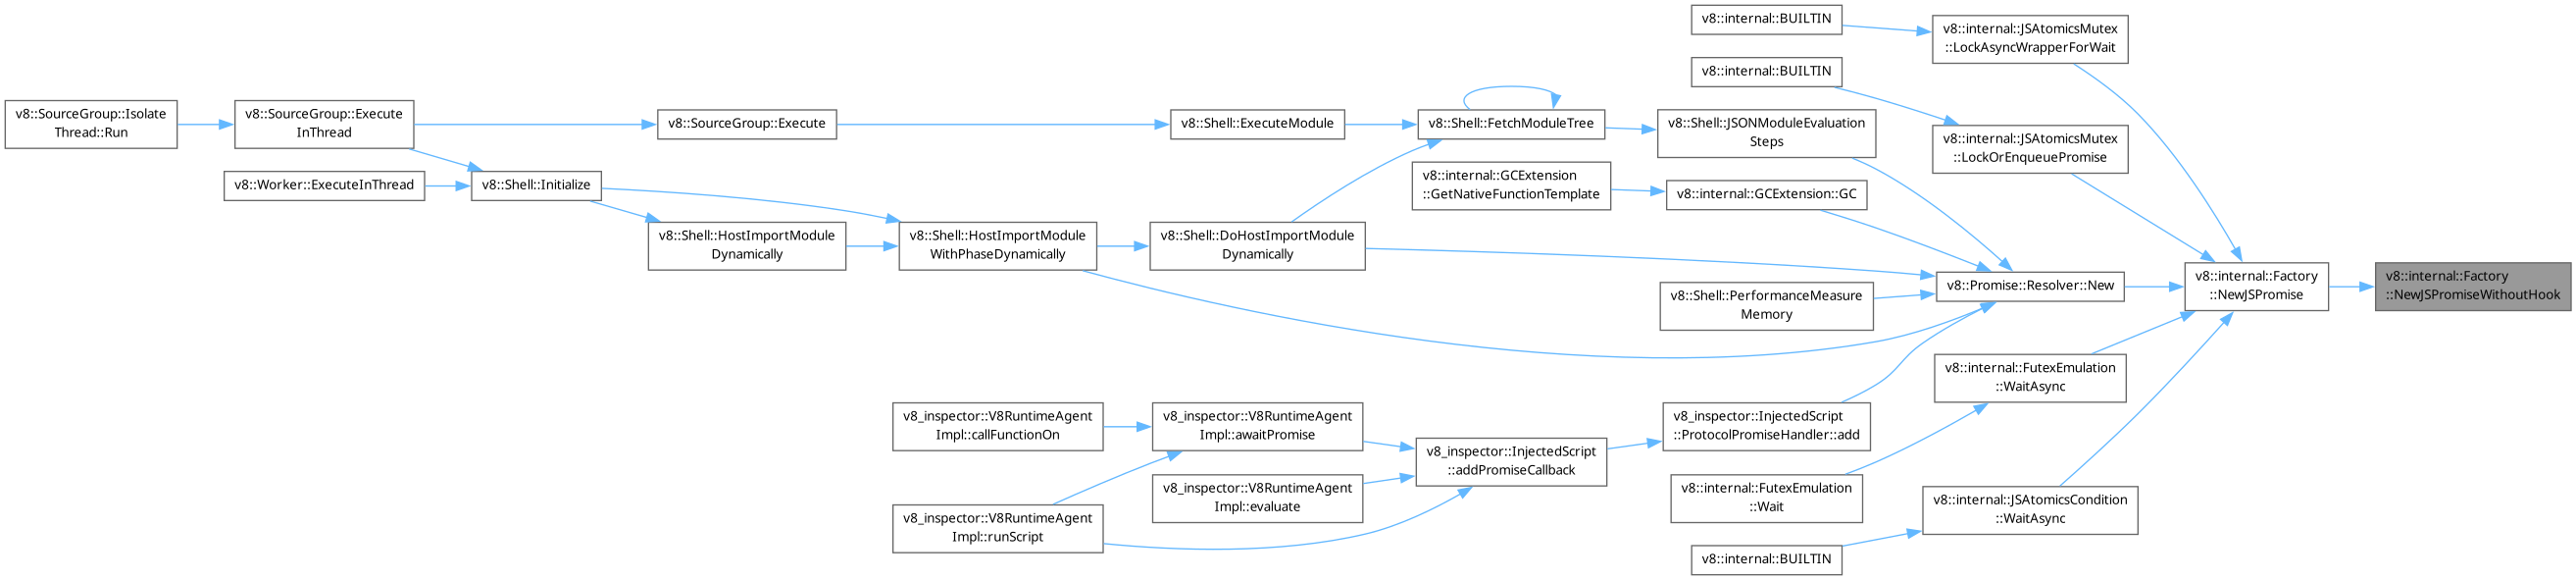 v8::internal::BUILTIN
v8::internal::JSAtomicsMutex
::LockAsyncWrapperForWait
v8::internal::BUILTIN
v8::SourceGroup::Isolate
Thread::Run
v8::SourceGroup::Execute
InThread
v8::SourceGroup::Execute
v8::Shell::ExecuteModule
v8::Shell::FetchModuleTree
v8::Shell::JSONModuleEvaluation
Steps
v8::internal::JSAtomicsMutex
::LockOrEnqueuePromise
v8::Worker::ExecuteInThread
v8::Shell::Initialize
v8::internal::GCExtension
::GetNativeFunctionTemplate
v8::internal::GCExtension::GC
v8::Shell::HostImportModule
Dynamically
v8::Shell::HostImportModule
WithPhaseDynamically
v8::Shell::DoHostImportModule
Dynamically
v8::Shell::PerformanceMeasure
Memory
v8::Promise::Resolver::New
v8::internal::Factory
::NewJSPromise
v8::internal::Factory
::NewJSPromiseWithoutHook
v8::internal::FutexEmulation
::WaitAsync
v8_inspector::V8RuntimeAgent
Impl::callFunctionOn
v8_inspector::V8RuntimeAgent
Impl::awaitPromise
v8_inspector::InjectedScript
::addPromiseCallback
v8_inspector::InjectedScript
::ProtocolPromiseHandler::add
v8_inspector::V8RuntimeAgent
Impl::evaluate
v8::internal::FutexEmulation
::Wait
v8_inspector::V8RuntimeAgent
Impl::runScript
v8::internal::JSAtomicsCondition
::WaitAsync
v8::internal::BUILTIN